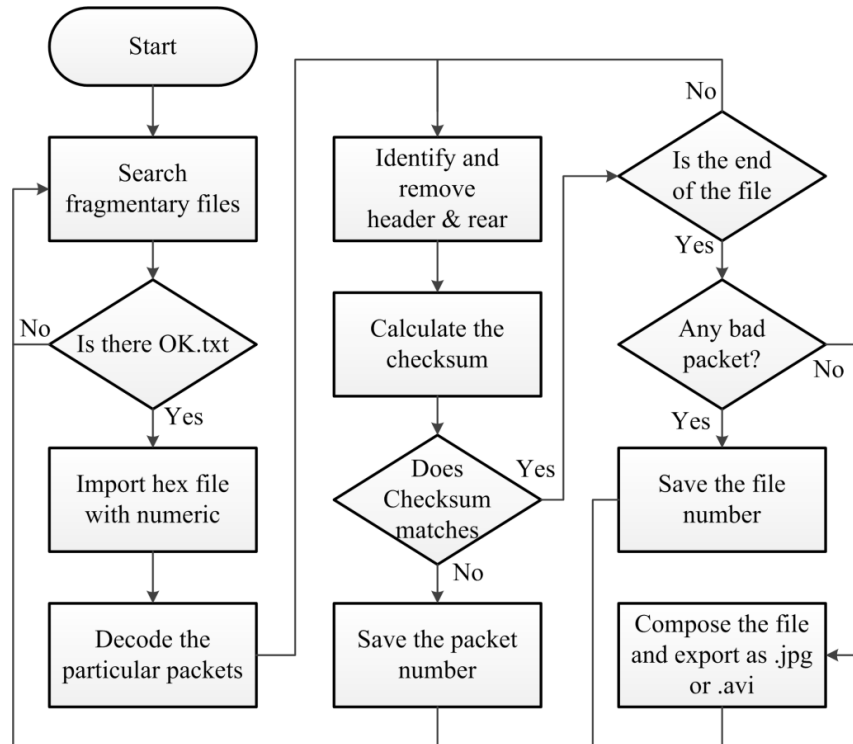 Start
Search
fragmentary files
No
Is there OK.txt
Yes
Import hex file
with numeric
Decode the
particular packets
Identify and
remove
header & rear
Calculate the
checksum
Does
Checksum
matches
Yes
No
Save the packet
number
No
Is the end
of the file
Yes
Any bad
packet?
No
Yes
Save the file
number
Compose the file
and export as .jpg
or .avi